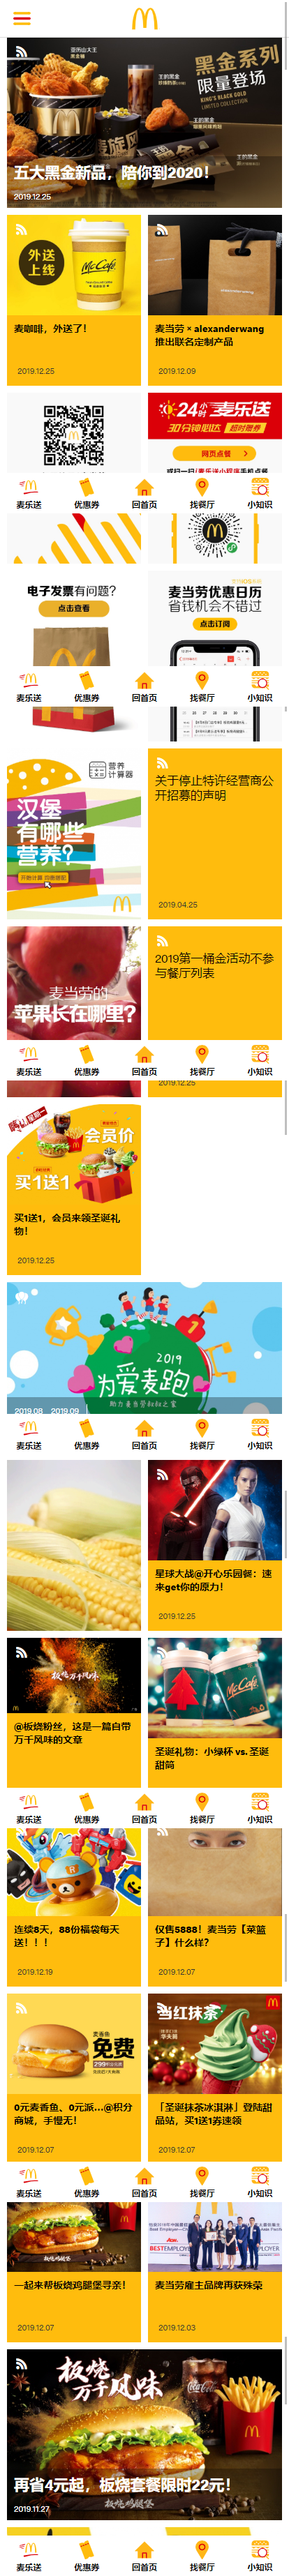 黑金系列
限量登场
KING'S BLACK GOLD
LIMITED COLLECTION
五大黑金新品，陪你到2020！
2019.12.25
外送
上线
McCafé
麦咖啡，外送了！
2019.12.25
麦当劳 × alexanderwang
推出联名定制产品
2019.12.09
24小时 麦乐送
30分钟必达 超时赠券
网页点餐
麦乐送 优惠券 回首页 找餐厅 小知识
电子发票有问题？
点击查看
麦当劳优惠日历
省钱机会不错过
点击订阅
麦乐送 优惠券 回首页 找餐厅 小知识
营养
计算器
汉堡
有哪些
营养？
关于停止特许经营商公
开招募的声明
2019.04.25
麦当劳的
苹果长在哪里？
2019第一桶金活动不参
与餐厅列表
麦乐送 优惠券 回首页 找餐厅 小知识
2019.12.25
会员价
买1送1
买1送1，会员来领圣诞礼
物！
2019.12.25
2019
为爱麦跑
助力麦当劳叔叔之家
2019.08 2019.09
麦乐送 优惠券 回首页 找餐厅 小知识
星球大战@开心乐园餐：速
来get你的原力！
2019.12.25
板烧万千风味
@板烧粉丝，这是一篇自带
万千风味的文章
McCafé
圣诞礼物：小绿杯 vs. 圣诞
甜筒
麦乐送 优惠券 回首页 找餐厅 小知识
连续8天，88份福袋每天
送！！！
2019.12.19
仅售5888！麦当劳【菜篮
子】什么样？
2019.12.07
麦香鱼
免费
0元麦香鱼、0元派...@积分
商城，手慢无！
2019.12.07
当红抹茶
「圣诞抹茶冰淇淋」登陆甜
品站，买1送1券速领
2019.12.07
麦乐送 优惠券 回首页 找餐厅 小知识
板烧鸡腿堡
一起来帮板烧鸡腿堡寻亲！
2019.12.07
BEST EMPLOYER
麦当劳雇主品牌再获殊荣
2019.12.03
板烧
万千风味
再省4元起，板烧套餐限时22元！
2019.11.27
板烧鸡腿堡
麦乐送 优惠券 回首页 找餐厅 小知识